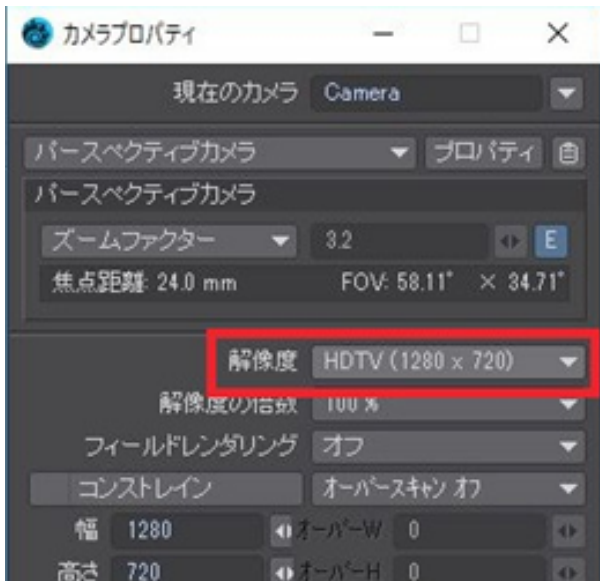 カメラプロパティ
現在のカメラ Camera
パースペクティブカメラ プロパティ
パースペクティブカメラ
ズームファクター 3.2 E
焦点距離: 24.0 mm FOV: 58.11° × 34.71°
解像度 HDTV (1280 x 720)
解像度の倍数 100 %
フィールドレンダリング オフ
コンストレイン オーバースキャン オフ
幅 1280 オーバーW 0
高さ 720 オーバーH 0